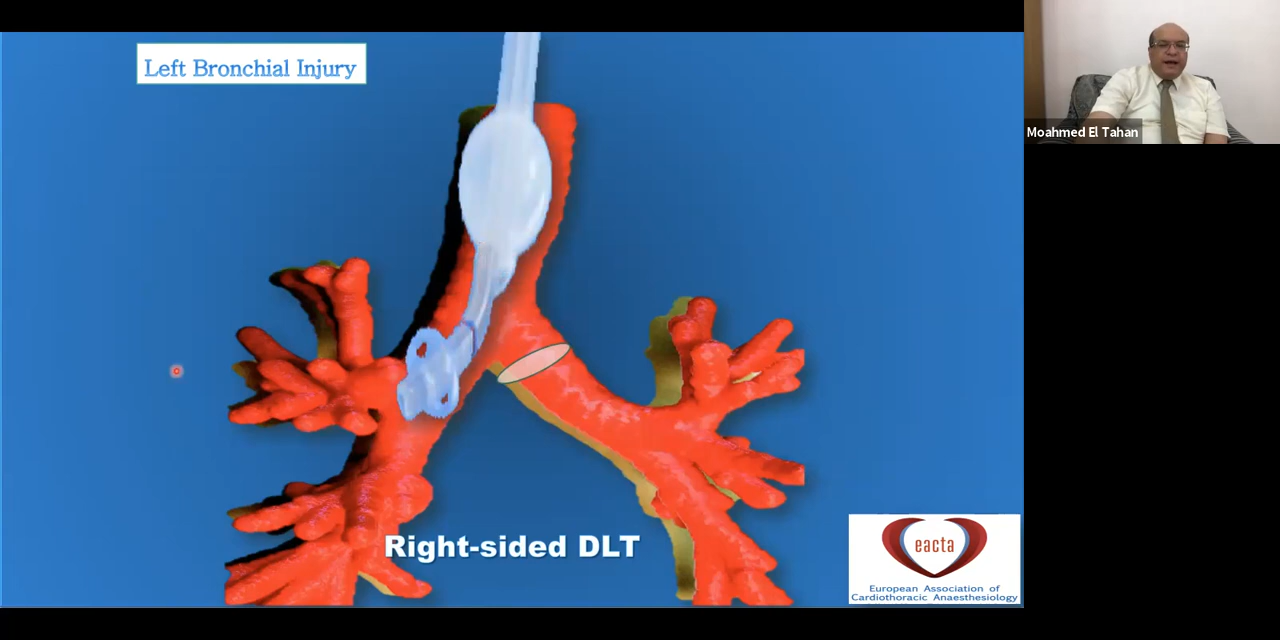 Left Bronchial Injury
Moahmed El Tahan
Right-sided DLT
eacta
European Association of
Cardiothoracic Anaesthesiology